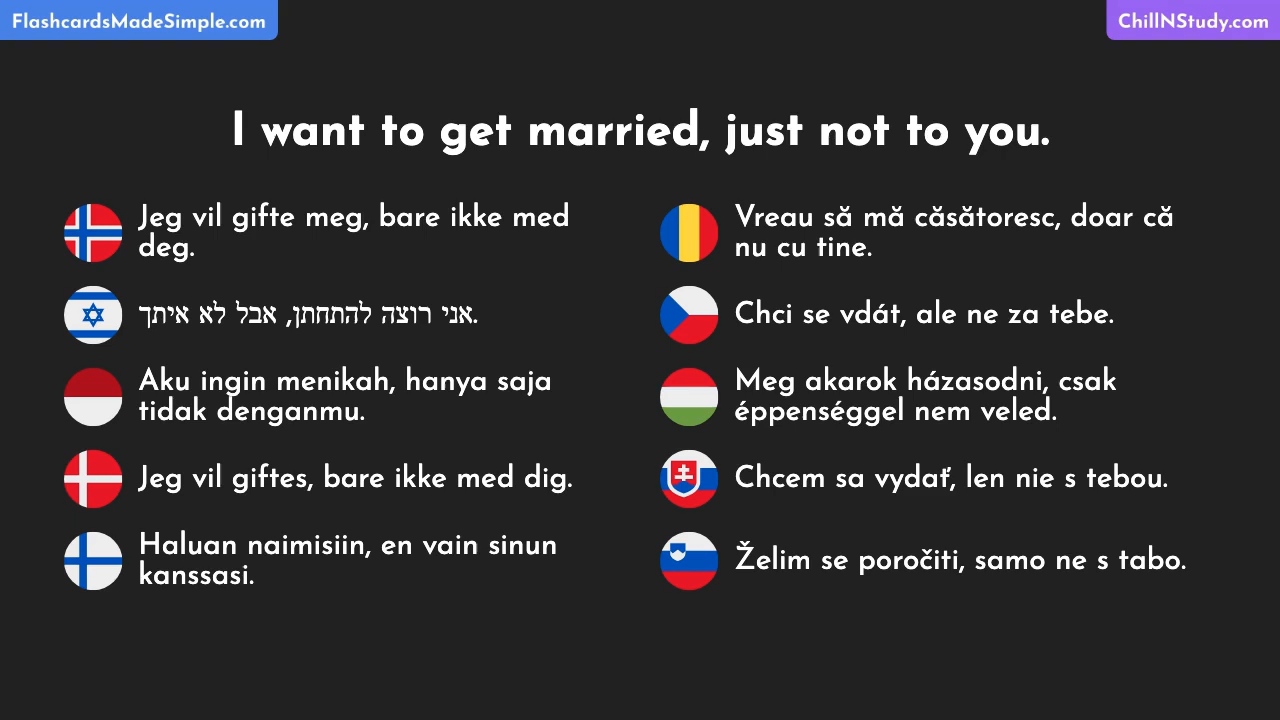 FlashcardsMadeSimple.com
ChillNStudy.com
I want to get married, just not to you.
Jeg vil gifte meg, bare ikke med
deg.
אני רוצה להתחתן, אבל לא איתך.
Aku ingin menikah, hanya saja
tidak denganmu.
Jeg vil giftes, bare ikke med dig.
Haluan naimisiin, en vain sinun
kanssasi.
Vreau să mă căsătoresc, doar că
nu cu tine.
Chci se vdát, ale ne za tebe.
Meg akarok házasodni, csak
éppenséggel nem veled.
Chcem sa vydať, len nie s tebou.
Želim se poročiti, samo ne s tabo.